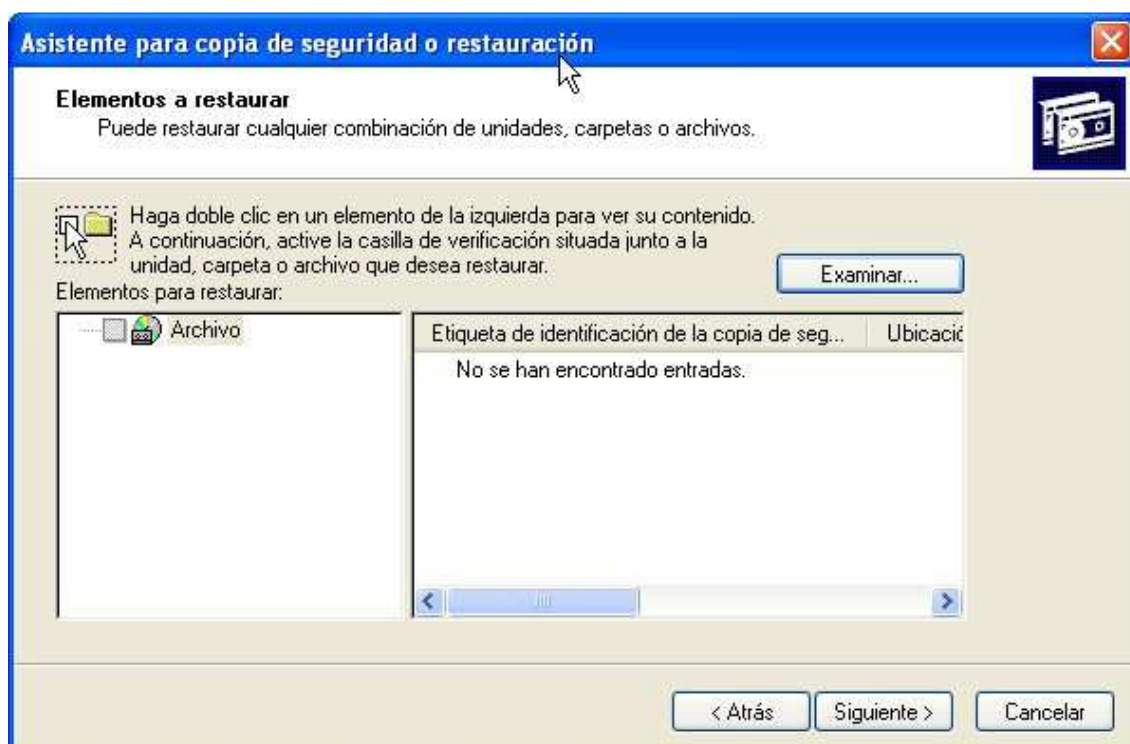 Asistente para copia de seguridad o restauración
Elementos a restaurar
Puede restaurar cualquier combinación de unidades, carpetas o archivos.
Haga doble clic en un elemento de la izquierda para ver su contenido.
A continuación, active la casilla de verificación situada junto a la
unidad, carpeta o archivo que desea restaurar.
Examinar...
Elementos para restaurar:
Archivo
Etiqueta de identificación de la copia de seg... Ubicació
No se han encontrado entradas.
< Atrás Siguiente > Cancelar